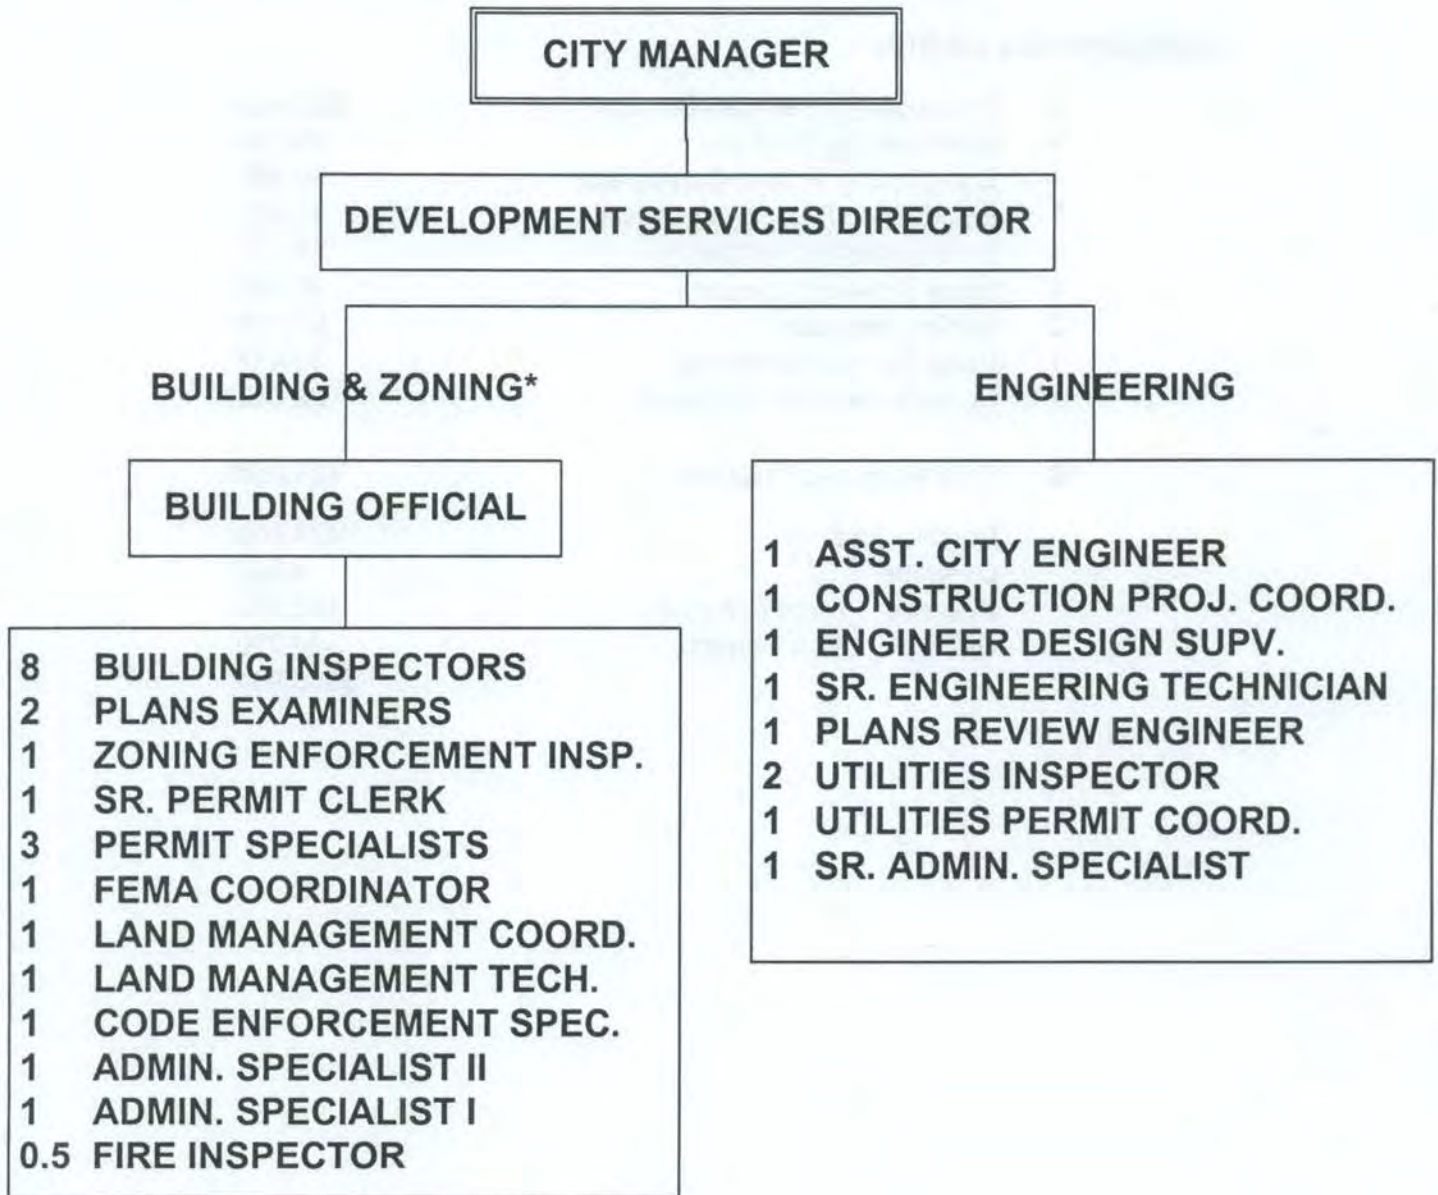 CITY MANAGER
DEVELOPMENT SERVICES DIRECTOR
BUILDING & ZONING*
ENGINEERING
BUILDING OFFICIAL
8 BUILDING INSPECTORS
2 PLANS EXAMINERS
1 ZONING ENFORCEMENT INSP.
1 SR. PERMIT CLERK
3 PERMIT SPECIALISTS
1 FEMA COORDINATOR
1 LAND MANAGEMENT COORD.
1 LAND MANAGEMENT TECH.
1 CODE ENFORCEMENT SPEC.
1 ADMIN. SPECIALIST II
1 ADMIN. SPECIALIST I
0.5 FIRE INSPECTOR
1 ASST. CITY ENGINEER
1 CONSTRUCTION PROJ. COORD.
1 ENGINEER DESIGN SUPV.
1 SR. ENGINEERING TECHNICIAN
1 PLANS REVIEW ENGINEER
2 UTILITIES INSPECTOR
1 UTILITIES PERMIT COORD.
1 SR. ADMIN. SPECIALIST